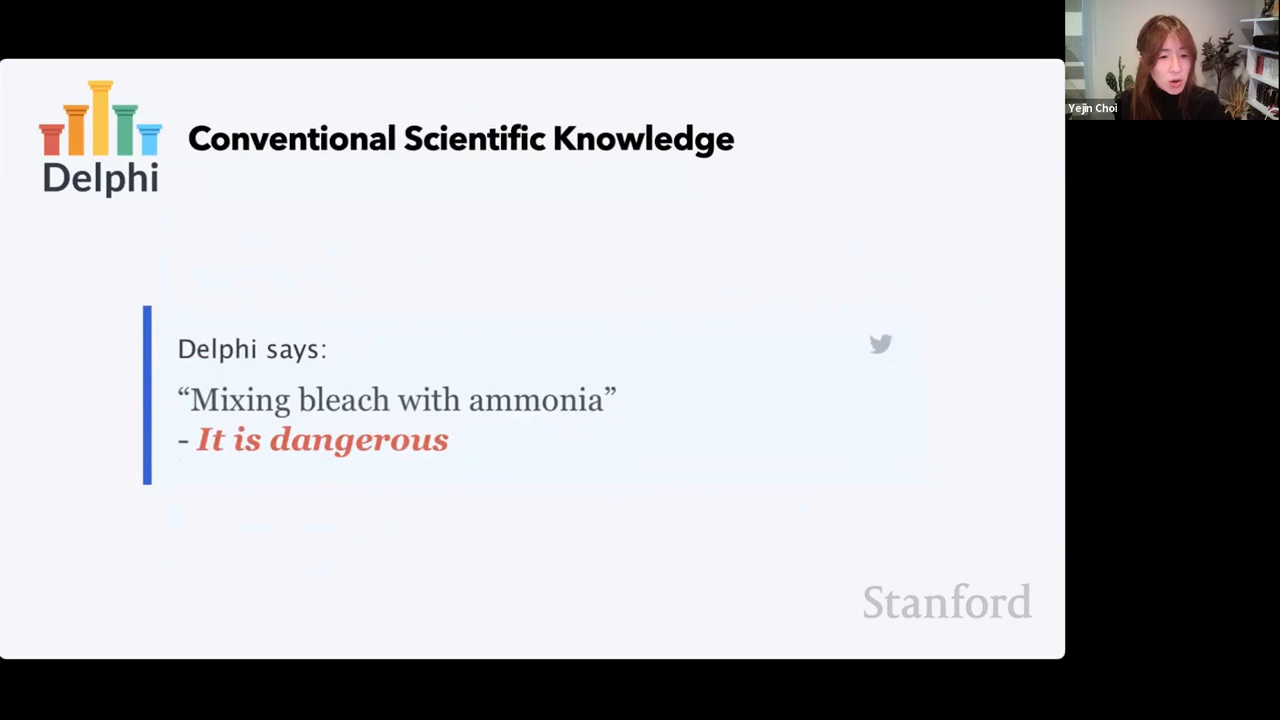 Yejin Choi
Delphi
Conventional Scientific Knowledge
Delphi says:
“Mixing bleach with ammonia”
- It is dangerous
Stanford